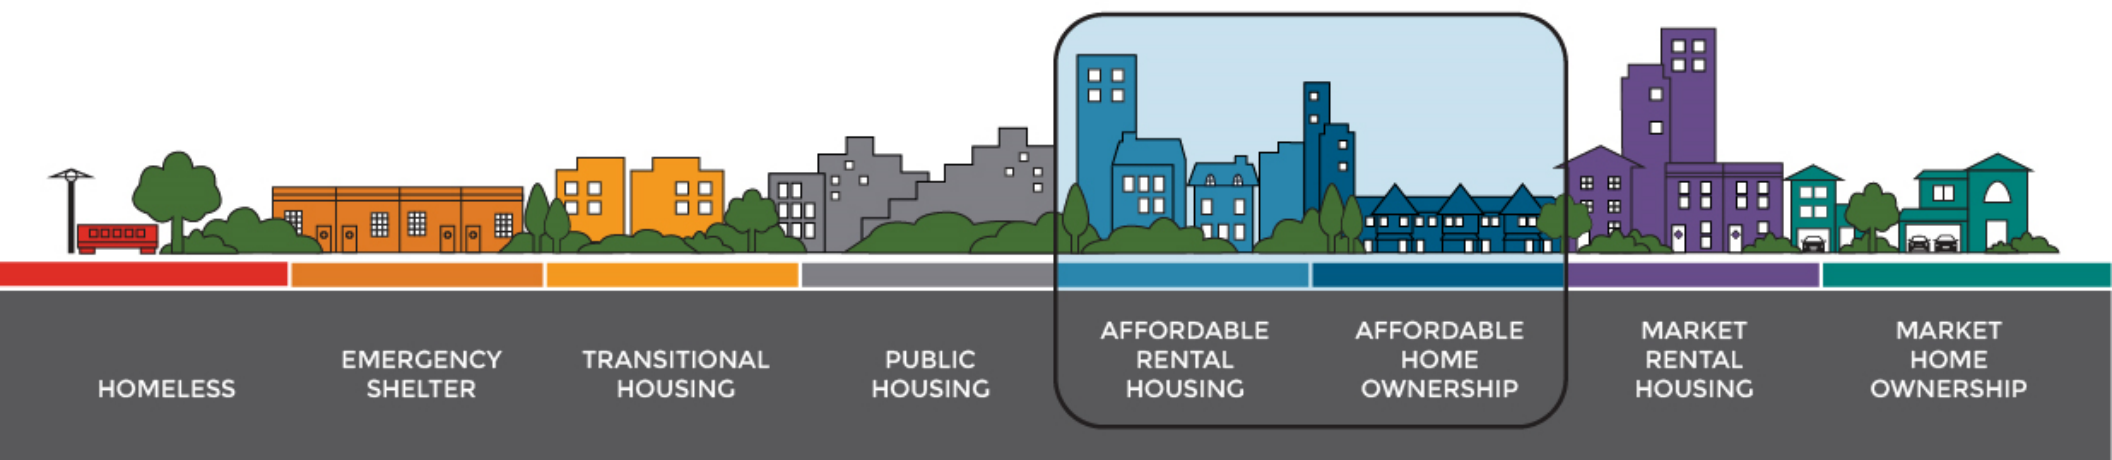 HOMELESS
EMERGENCY
SHELTER
TRANSITIONAL
HOUSING
PUBLIC
HOUSING
AFFORDABLE
RENTAL
HOUSING
AFFORDABLE
HOME
OWNERSHIP
MARKET
RENTAL
HOUSING
MARKET
HOME
OWNERSHIP